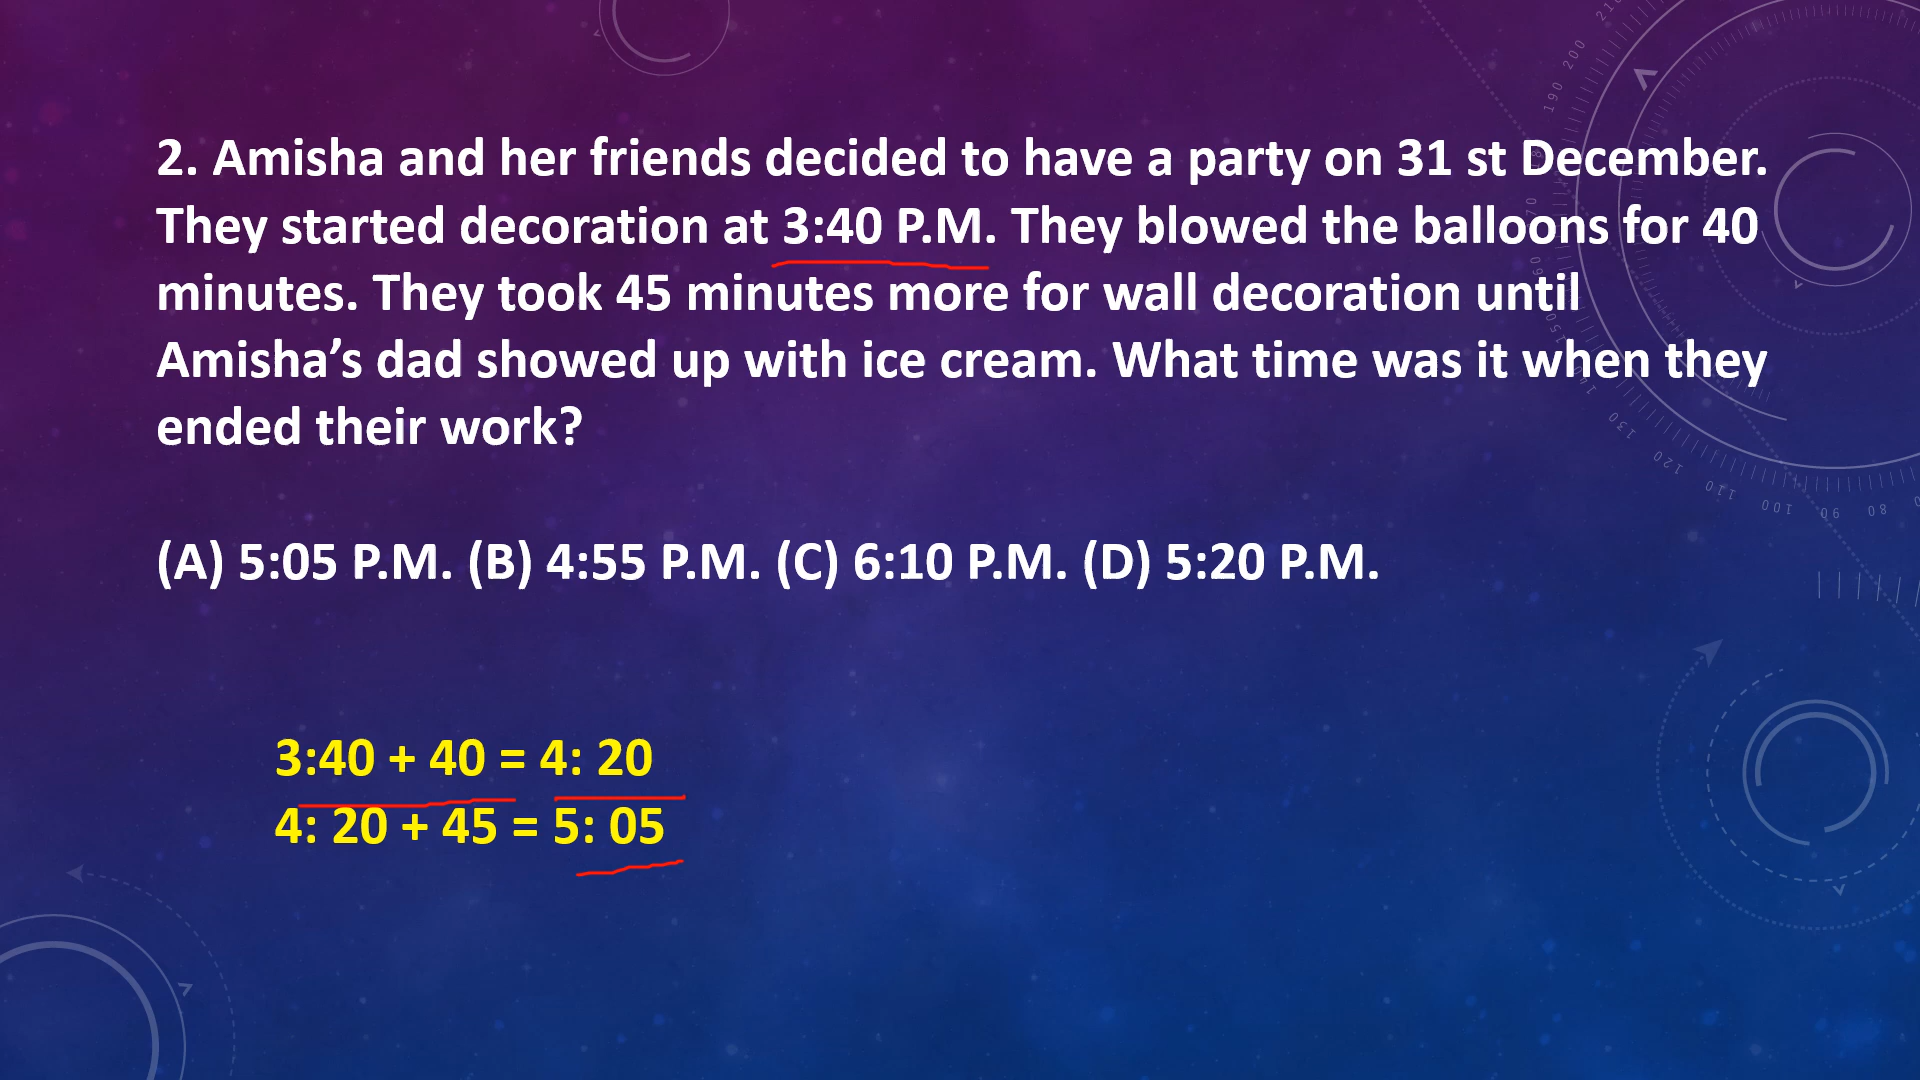 2. Amisha and her friends decided to have a party on 31 st December.
They started decoration at 3:40 P.M. They blowed the balloons for 40
minutes. They took 45 minutes more for wall decoration until
Amisha’s dad showed up with ice cream. What time was it when they
ended their work?
(A) 5:05 P.M. (B) 4:55 P.M. (C) 6:10 P.M. (D) 5:20 P.M.
3:40 + 40 = 4: 20
4: 20 + 45 = 5: 05